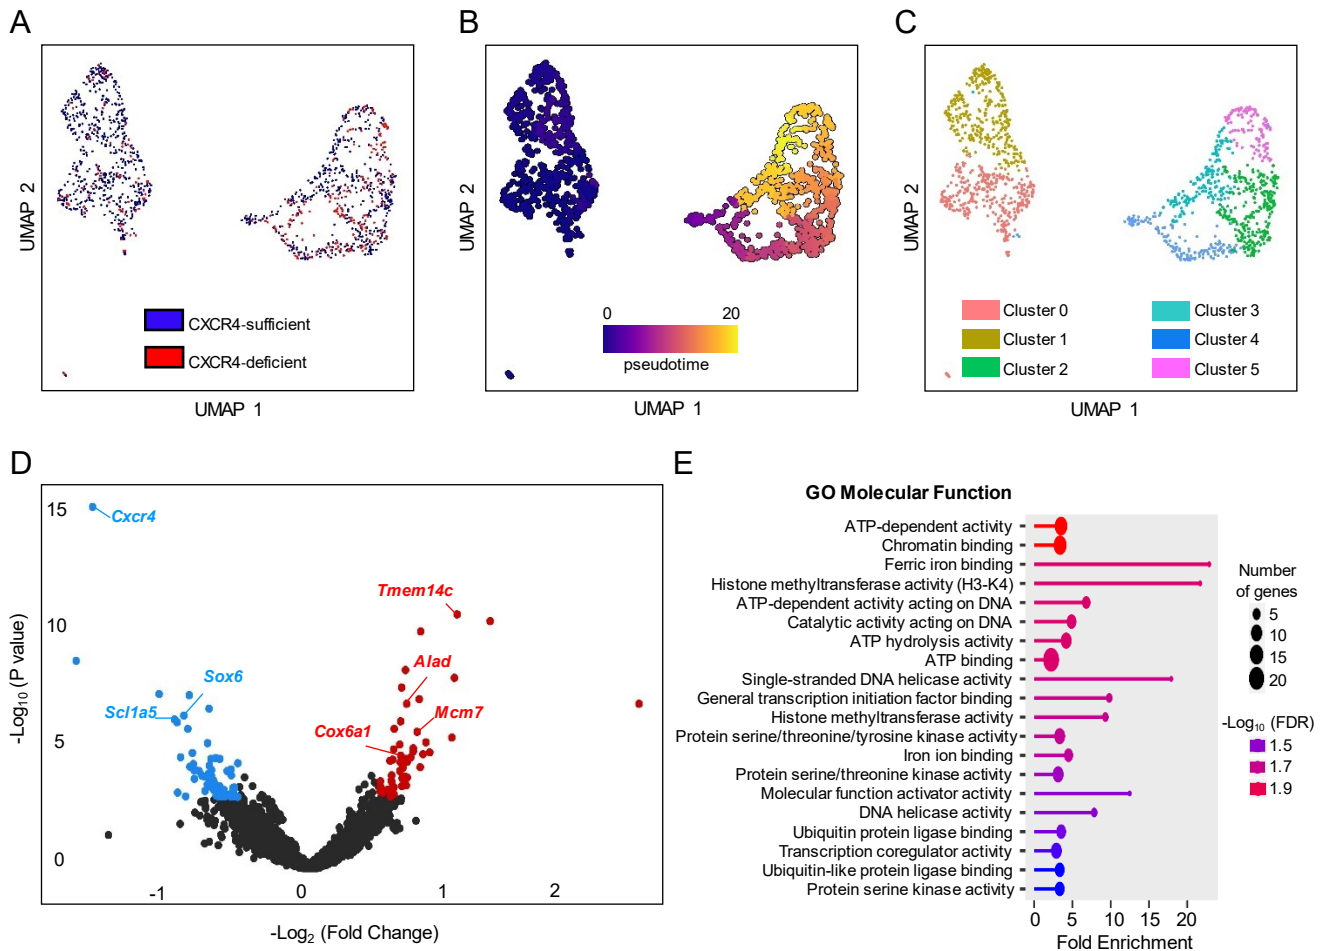 A
B
C
UMAP 2
UMAP 1
CXCR4-sufficient
CXCR4-deficient
UMAP 2
UMAP 1
0
20
pseudotime
UMAP 2
UMAP 1
Cluster 0
Cluster 1
Cluster 2
Cluster 3
Cluster 4
Cluster 5
D
-Log10 (P value)
15
10
5
0
-1
0
1
2
-Log2 (Fold Change)
Cxcr4
Sox6
Scl1a5
Tmem14c
Alad
Mcm7
Cox6a1
E
GO Molecular Function
ATP-dependent activity
Chromatin binding
Ferric iron binding
Histone methyltransferase activity (H3-K4)
ATP-dependent activity acting on DNA
Catalytic activity acting on DNA
ATP hydrolysis activity
ATP binding
Single-stranded DNA helicase activity
General transcription initiation factor binding
Histone methyltransferase activity
Protein serine/threonine/tyrosine kinase activity
Iron ion binding
Protein serine/threonine kinase activity
Molecular function activator activity
DNA helicase activity
Ubiquitin protein ligase binding
Transcription coregulator activity
Ubiquitin-like protein ligase binding
Protein serine kinase activity
0 5 10 15 20
Fold Enrichment
Number
of genes
5
10
15
20
-Log10 (FDR)
1.5
1.7
1.9